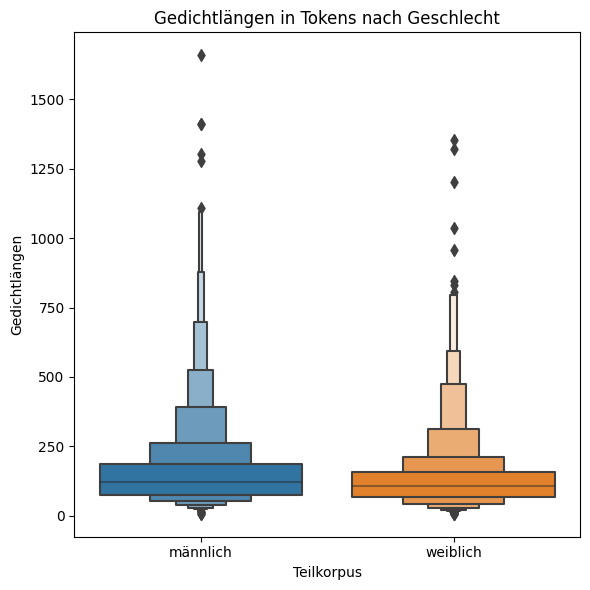 Gedichtlängen in Tokens nach Geschlecht
Gedichtlängen
1500
1250
1000
750
500
250
0
männlich weiblich
Teilkorpus